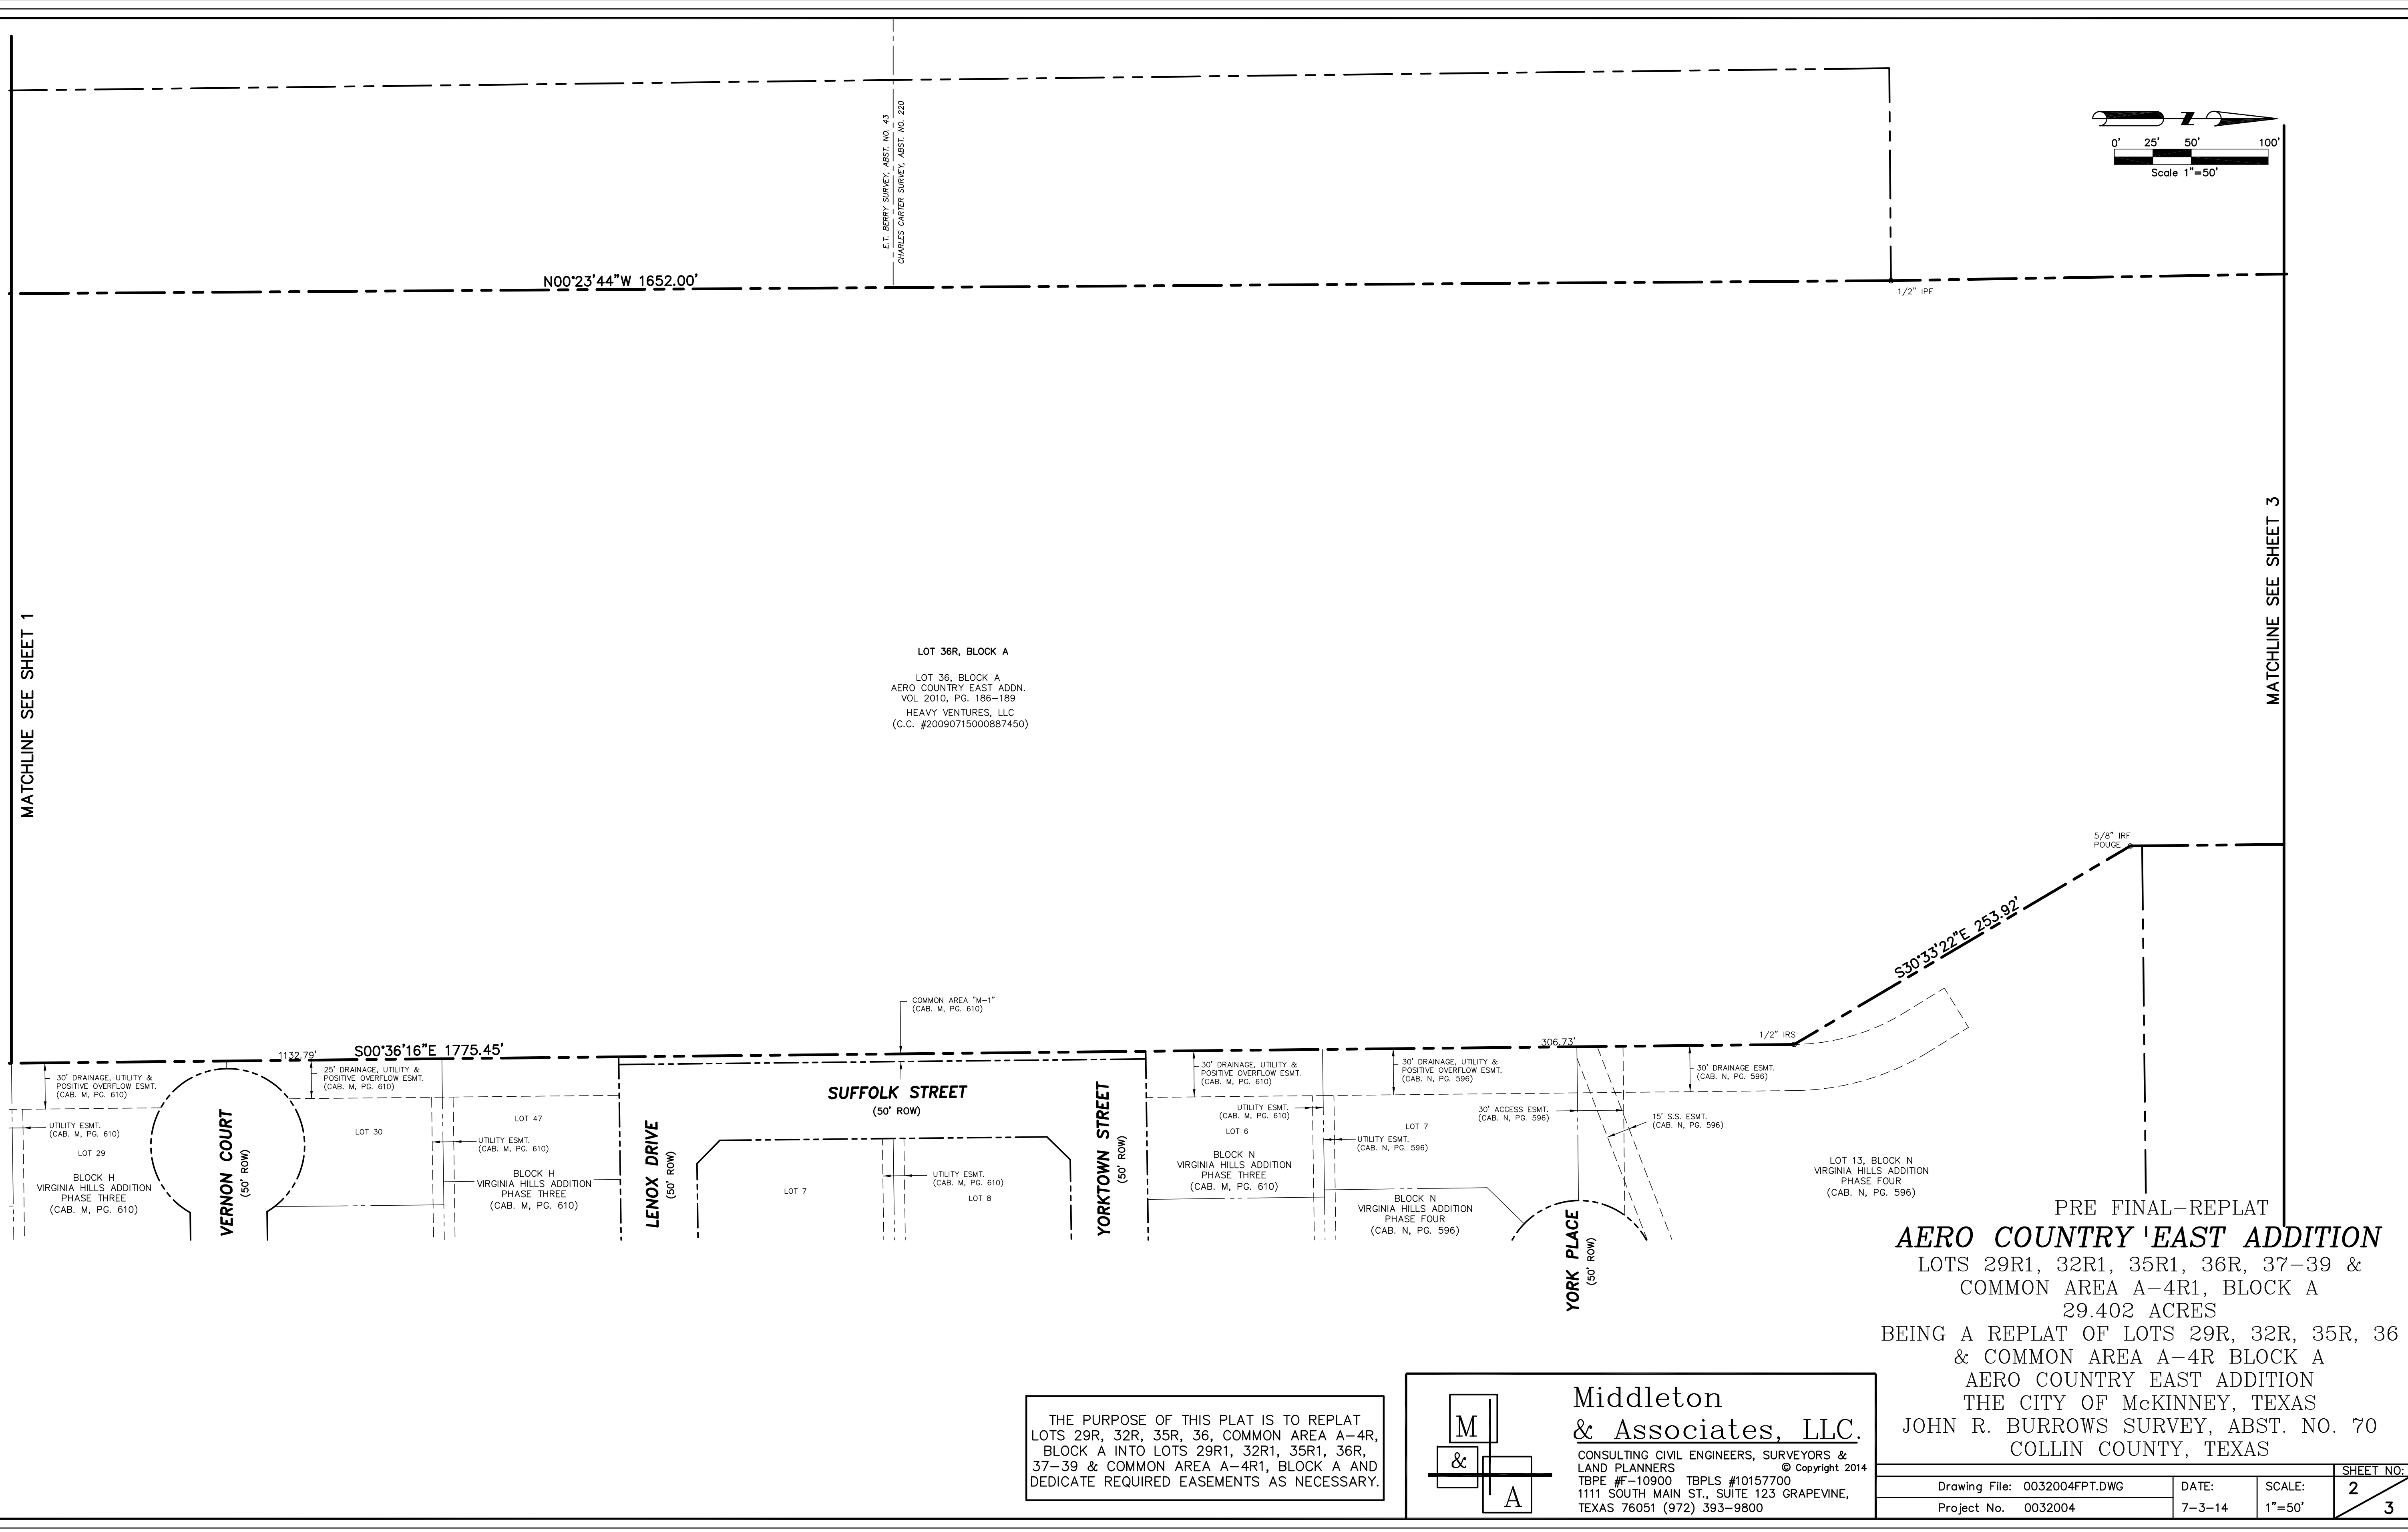 E.T. BERRY SURVEY, ABST. NO. 43
CHARLES CARTER SURVEY, ABST. NO. 220
Z
0' 25' 50' 100'
Scale 1"=50'
N00°23'44"W 1652.00'
1/2" IPF
MATCHLINE SEE SHEET 1
MATCHLINE SEE SHEET 3
LOT 36R, BLOCK A
LOT 36, BLOCK A
AERO COUNTRY EAST ADDN.
VOL 2010, PG. 186-189
HEAVY VENTURES, LLC
(C.C. #20090715000887450)
5/8" IRF
POUGE
S30°33'22"E 253.92'
COMMON AREA "M-1"
(CAB. M, PG. 610)
1132.79'
S00°36'16"E 1775.45'
306.73'
1/2" IRS
30' DRAINAGE, UTILITY &
POSITIVE OVERFLOW ESMT.
(CAB. M, PG. 610)
UTILITY ESMT.
(CAB. M, PG. 610)
LOT 29
BLOCK H
VIRGINIA HILLS ADDITION
PHASE THREE
(CAB. M, PG. 610)
VERNON COURT
(50' ROW)
25' DRAINAGE, UTILITY &
POSITIVE OVERFLOW ESMT.
(CAB. M, PG. 610)
LOT 30
LOT 47
UTILITY ESMT.
(CAB. M, PG. 610)
BLOCK H
VIRGINIA HILLS ADDITION
PHASE THREE
(CAB. M, PG. 610)
LENOX DRIVE
(50' ROW)
SUFFOLK STREET
(50' ROW)
LOT 7
UTILITY ESMT.
(CAB. M, PG. 610)
LOT 8
YORKTOWN STREET
(50' ROW)
30' DRAINAGE, UTILITY &
POSITIVE OVERFLOW ESMT.
(CAB. M, PG. 610)
UTILITY ESMT.
(CAB. M, PG. 610)
LOT 6
BLOCK N
VIRGINIA HILLS ADDITION
PHASE THREE
(CAB. M, PG. 610)
30' DRAINAGE, UTILITY &
POSITIVE OVERFLOW ESMT.
(CAB. N, PG. 596)
LOT 7
UTILITY ESMT.
(CAB. N, PG. 596)
BLOCK N
VIRGINIA HILLS ADDITION
PHASE FOUR
(CAB. N, PG. 596)
30' ACCESS ESMT.
(CAB. N, PG. 596)
YORK PLACE
(50' ROW)
30' DRAINAGE ESMT.
(CAB. N, PG. 596)
15' S.S. ESMT.
(CAB. N, PG. 596)
LOT 13, BLOCK N
VIRGINIA HILLS ADDITION
PHASE FOUR
(CAB. N, PG. 596)
PRE FINAL-REPLAT
AERO COUNTRY EAST ADDITION
LOTS 29R1, 32R1, 35R1, 36R, 37-39 &
COMMON AREA A-4R1, BLOCK A
29.402 ACRES
BEING A REPLAT OF LOTS 29R, 32R, 35R, 36
& COMMON AREA A-4R BLOCK A
AERO COUNTRY EAST ADDITION
THE CITY OF McKINNEY, TEXAS
JOHN R. BURROWS SURVEY, ABST. NO. 70
COLLIN COUNTY, TEXAS
THE PURPOSE OF THIS PLAT IS TO REPLAT
LOTS 29R, 32R, 35R, 36, COMMON AREA A-4R,
BLOCK A INTO LOTS 29R1, 32R1, 35R1, 36R,
37-39 & COMMON AREA A-4R1, BLOCK A AND
DEDICATE REQUIRED EASEMENTS AS NECESSARY.
M
&
A
Middleton
& Associates, LLC.
CONSULTING CIVIL ENGINEERS, SURVEYORS &
LAND PLANNERS © Copyright 2014
TBPE #F-10900 TBPLS #10157700
1111 SOUTH MAIN ST., SUITE 123 GRAPEVINE,
TEXAS 76051 (972) 393-9800
Drawing File: 0032004FPT.DWG
Project No. 0032004
DATE:
7-3-14
SCALE:
1"=50'
SHEET NO:
2
3